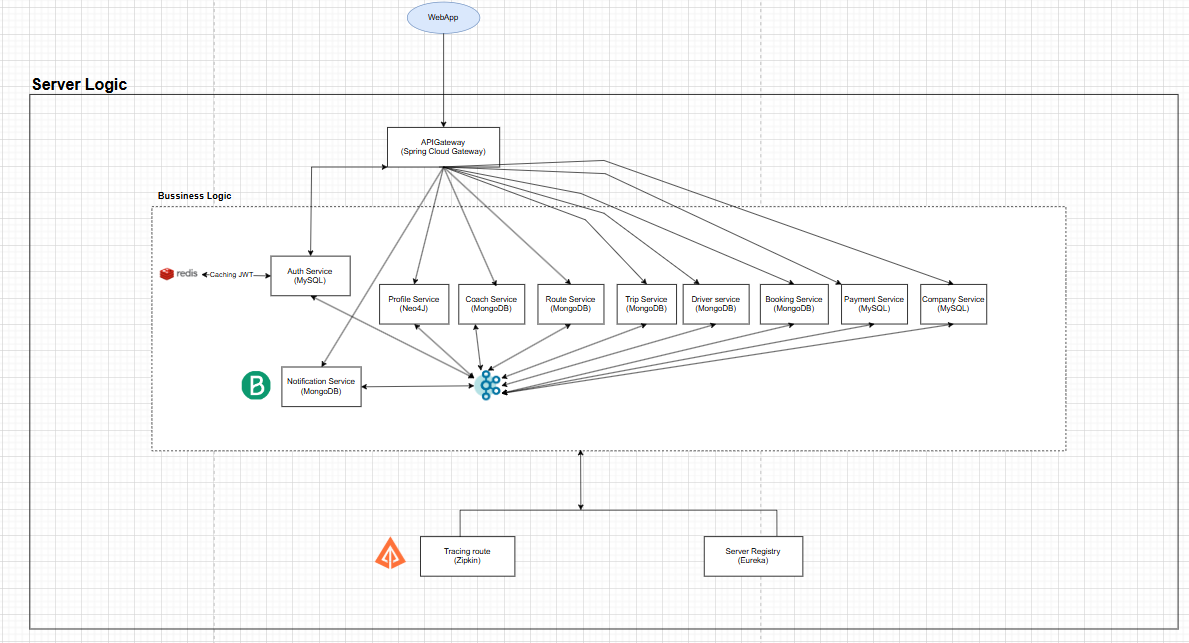 WebApp
Server Logic
APIGateway
(Spring Cloud Gateway)
Bussiness Logic
redis
Caching JWT
Auth Service
(MySQL)
Profile Service
(Neo4J)
Coach Service
(MongoDB)
Route Service
(MongoDB)
Trip Service
(MongoDB)
Driver service
(MongoDB)
Booking Service
(MongoDB)
Payment Service
(MySQL)
Company Service
(MySQL)
B
Notification Service
(MongoDB)
Tracing route
(Zipkin)
Server Registry
(Eureka)